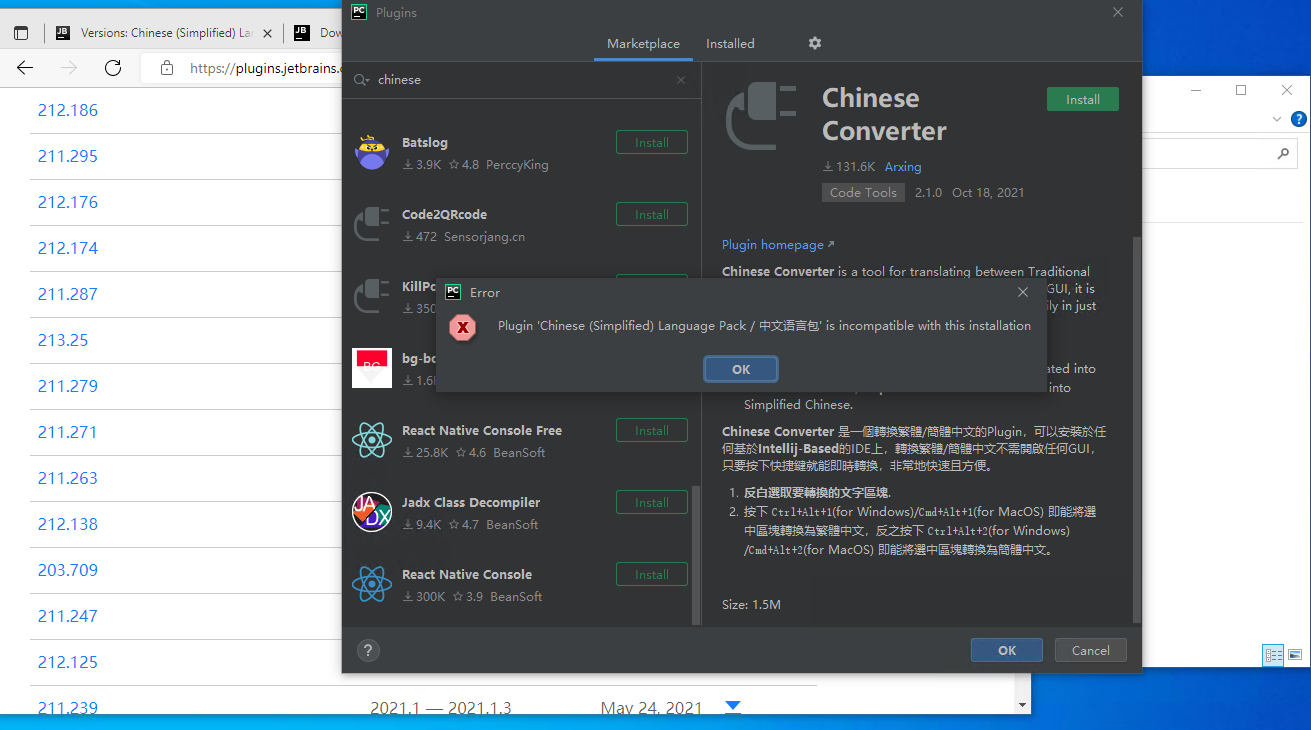 Versions: Chinese (Simplified) La
Dow
https://plugins.jetbrains.c
212.186
211.295
212.176
212.174
211.287
213.25
211.279
211.271
211.263
212.138
203.709
211.247
212.125
211.239
2021.1 — 2021.1.3
May 24, 2021
Plugins
Marketplace
Installed
chinese
Batslog
Install
3.9K
4.8
PerccyKing
Code2QRcode
Install
472
Sensorjang.cn
KillPo
350
bg-bo
1.6
React Native Console Free
Install
25.8K
4.6
BeanSoft
Jadx Class Decompiler
Install
9.4K
4.7
BeanSoft
React Native Console
Install
300K
3.9
BeanSoft
Chinese
Converter
Install
131.6K
Arxing
Code Tools
2.1.0
Oct 18, 2021
Plugin homepage
Chinese Converter is a tool for translating between Traditional
GUI, it is
ily in just
ated into
into
Simplified Chinese.
Chinese Converter 是一個轉換繁體/簡體中文的Plugin，可以安裝於任
何基於Intellij-Based的IDE上，轉換繁體/簡體中文不需開啟任何GUI，
只要按下快捷鍵就能即時轉換，非常地快速且方便。
1. 反白選取要轉換的文字區塊.
2. 按下 Ctrl+Alt+1(for Windows)/Cmd+Alt+1(for MacOS) 即能將選
中區塊轉換為繁體中文，反之按下 Ctrl+Alt+2(for Windows)
/Cmd+Alt+2(for MacOS) 即能將選中區塊轉換為簡體中文。
Size: 1.5M
Error
Plugin 'Chinese (Simplified) Language Pack / 中文语言包' is incompatible with this installation
OK
?
OK
Cancel